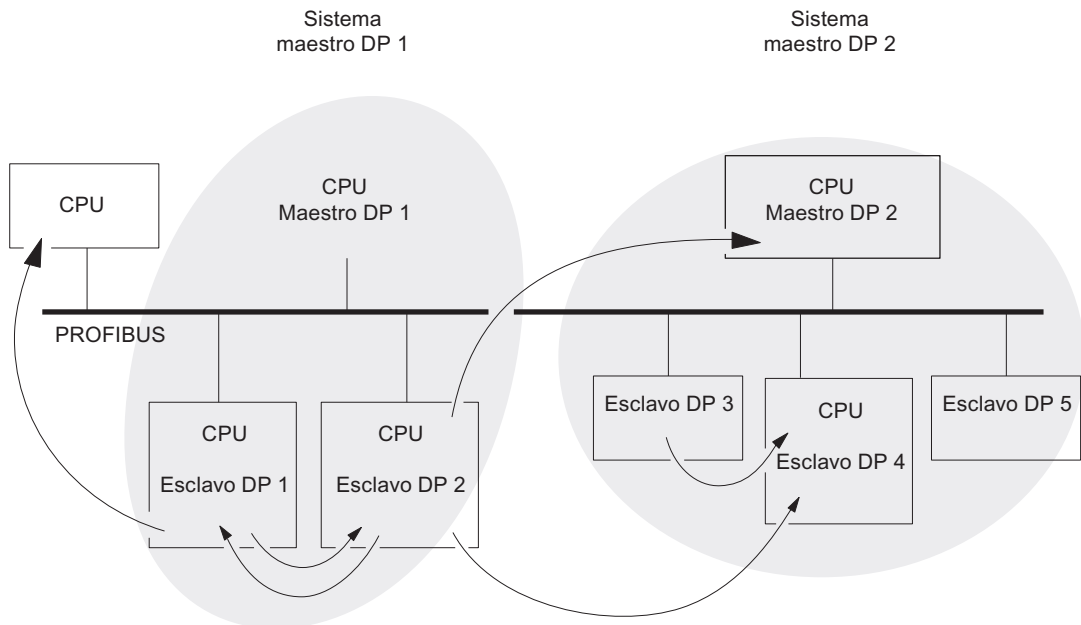 Sistema
maestro DP 1
Sistema
maestro DP 2
CPU
CPU
Maestro DP 1
CPU
Maestro DP 2
PROFIBUS
CPU
Esclavo DP 1
CPU
Esclavo DP 2
Esclavo DP 3
CPU
Esclavo DP 4
Esclavo DP 5